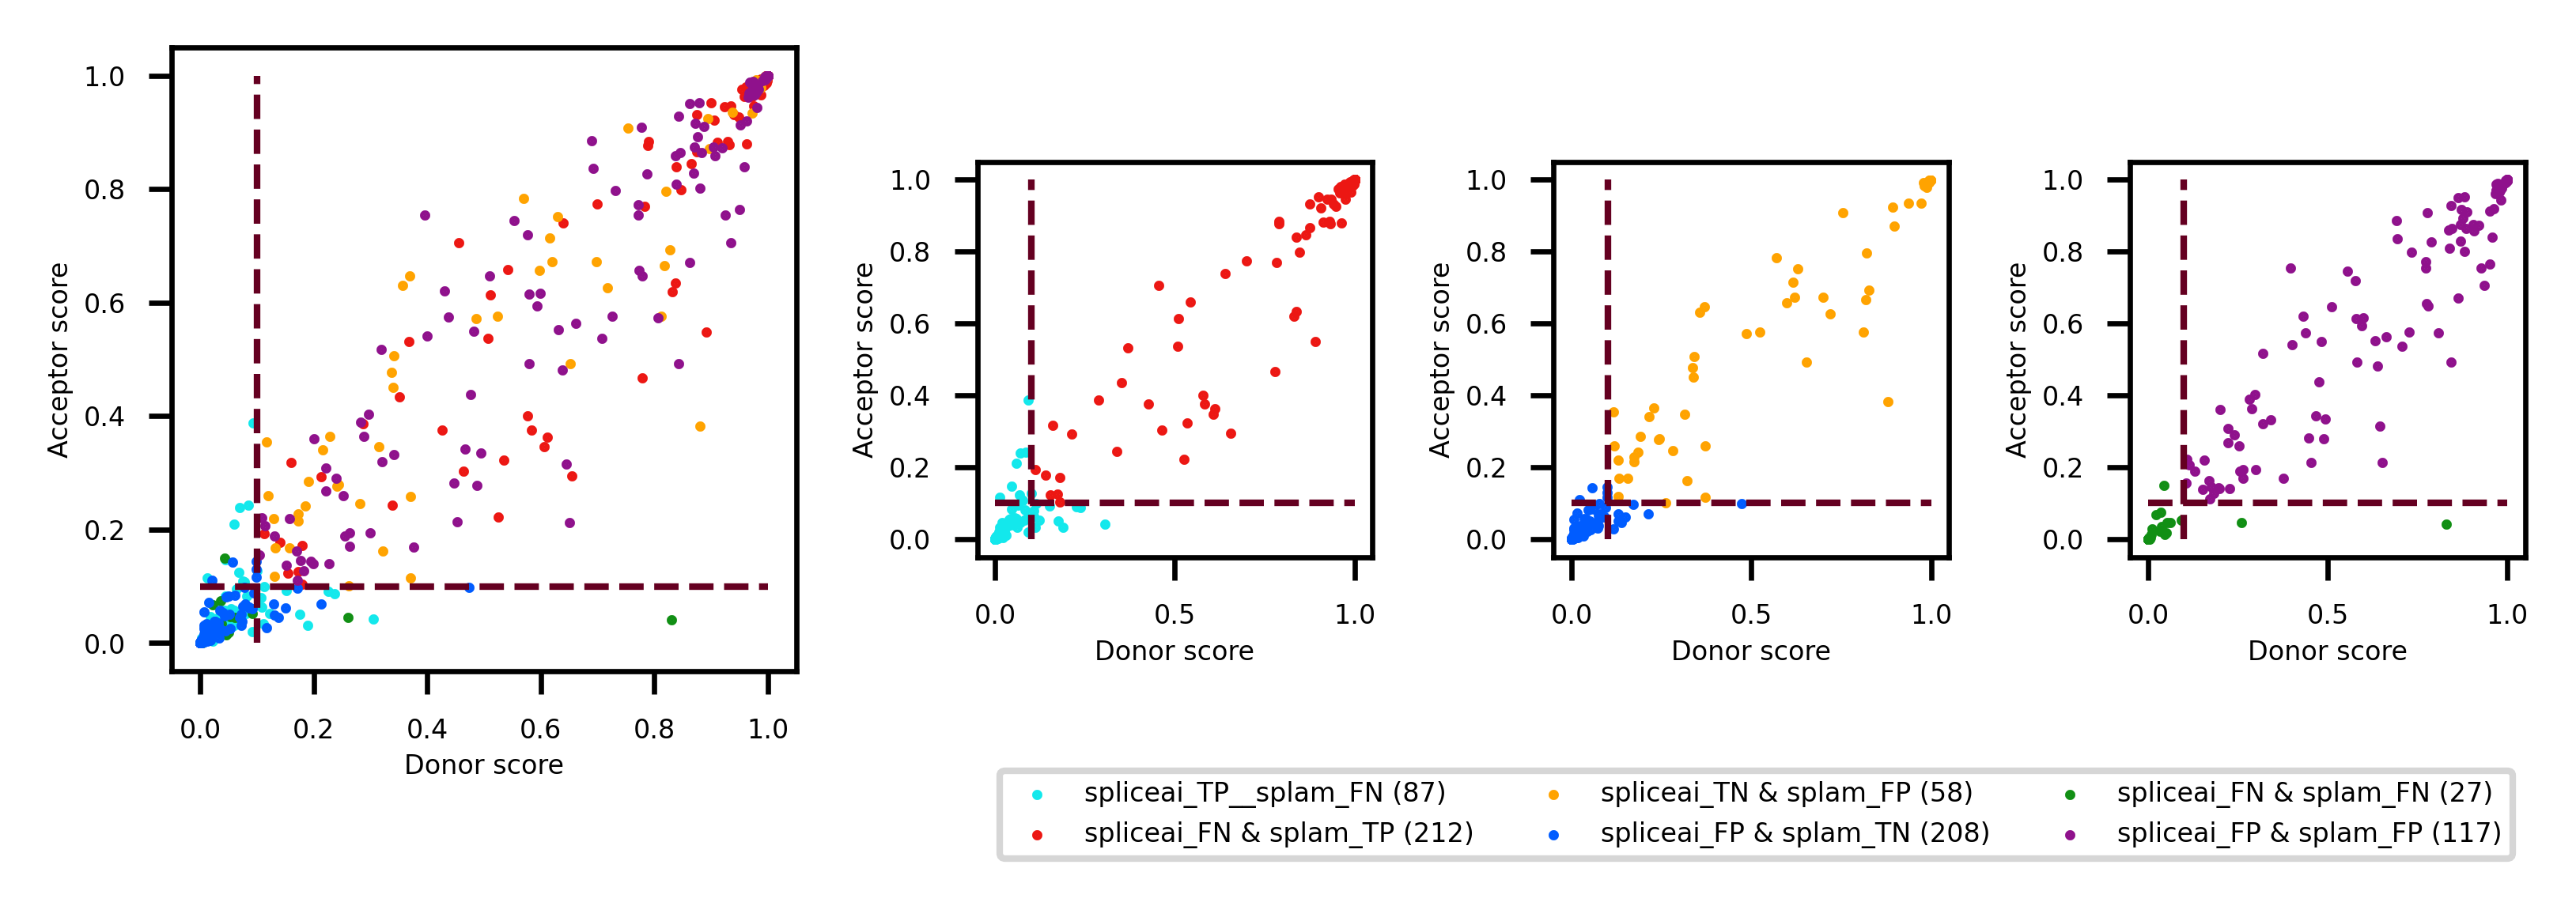 1.0
0.8
0.6
0.4
0.2
0.0
Acceptor score
0.0 0.2 0.4 0.6 0.8 1.0
Donor score
1.0
0.8
0.6
0.4
0.2
0.0
Acceptor score
0.0 0.5 1.0
Donor score
1.0
0.8
0.6
0.4
0.2
0.0
Acceptor score
0.0 0.5 1.0
Donor score
1.0
0.8
0.6
0.4
0.2
0.0
Acceptor score
0.0 0.5 1.0
Donor score
spliceai_TP__splam_FN (87)
spliceai_FN & splam_TP (212)
spliceai_TN & splam_FP (58)
spliceai_FP & splam_TN (208)
spliceai_FN & splam_FN (27)
spliceai_FP & splam_FP (117)